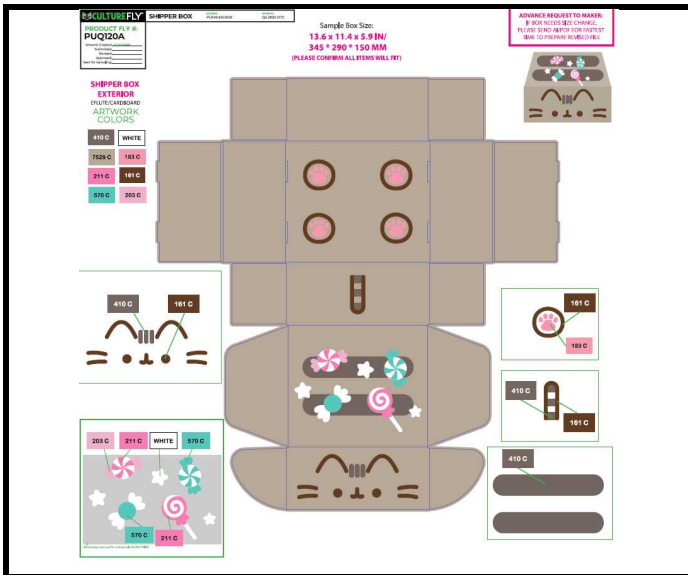 CULTUREFLY
SHIPPER BOX
PRODUCT FLY #:
PUQ120A
Sample Box Size:
13.6 x 11.4 x 5.9 IN/
345 * 290 * 150 MM
(PLEASE CONFIRM ALL ITEMS WILL FIT)
ADVANCE REQUEST TO MAKER:
IF BOX NEEDS SIZE CHANGE,
PLEASE SEND AI/PDF FOR FASTEST
TIME TO PREPARE REVISED FILE
SHIPPER BOX
EXTERIOR
EFLUTE/CARDBOARD
ARTWORK
COLORS
410 C WHITE
7529 C 183 C
211 C 161 C
570 C 203 C
410 C 161 C
161 C
183 C
410 C
161 C
203 C 211 C WHITE 570 C
570 C 211 C
410 C